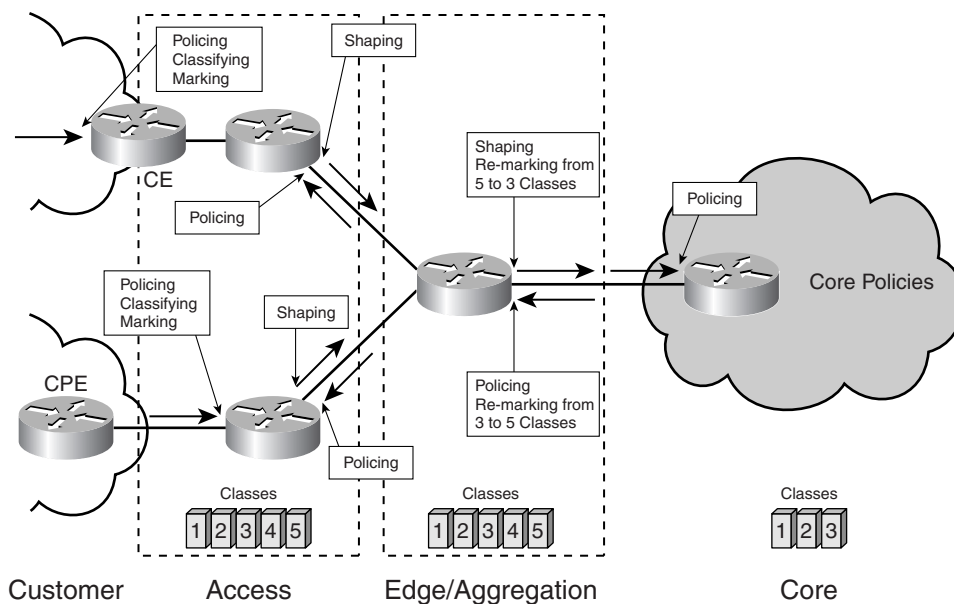 Policing
Classifying
Marking
Shaping
CE
Policing
Shaping
Re-marking from
5 to 3 Classes
Policing
Core Policies
Policing
Classifying
Marking
Shaping
CPE
Policing
Re-marking from
3 to 5 Classes
Policing
Classes
1 2 3 4 5
Classes
1 2 3 4 5
Classes
1 2 3
Customer
Access
Edge/Aggregation
Core